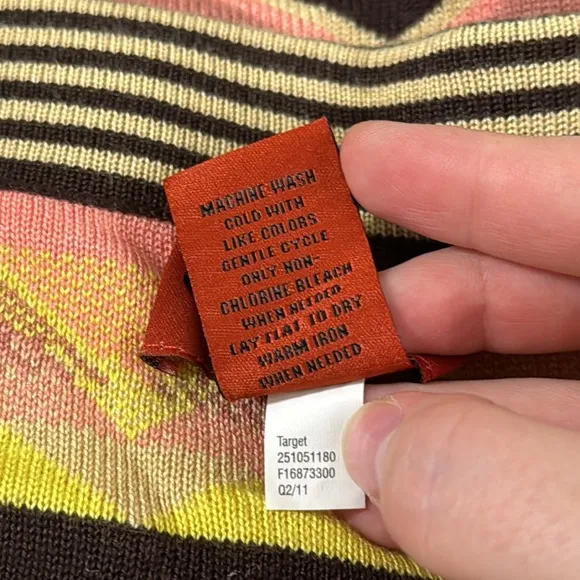 MACHINE WASH
COLD WITH
LIKE COLORS
GENTLE CYCLE
ONLY NON-
CHLORINE BLEACH
WHEN NEEDED
LAY FLAT TO DRY
WARM IRON
WHEN NEEDED
Target
251051180
F16873300
Q2/11